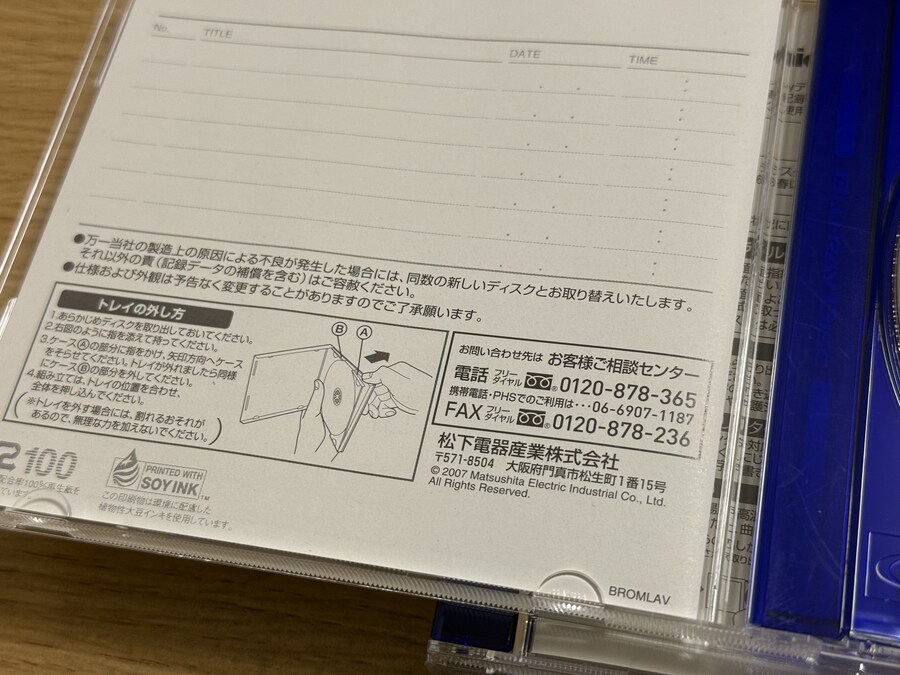 No. TITLE DATE TIME
●万一当社の製造上の原因による不良が発生した場合には、同数の新しいディスクとお取り替えいたします。
それ以外の責(記録データの補償を含む)はご容赦ください。
●仕様および外観は予告なく変更することがありますのでご了承願います。
トレイの外し方
1.あらかじめディスクを取り出しておいてください。
2.右図のように指を添えて持ってください。
3.ケースⒶの部分に指をかけ、矢印方向へケース
をそらせてください。トレイが外れましたら同様
にケースⒷの部分を外してください。
4.組み立ては、トレイの位置を合わせ、
全体を押し込んでください。
(※トレイを外す場合には、割れるおそれが
あるので、無理な力を加えないでください。)
Ⓑ Ⓐ
お問い合わせ先は お客様ご相談センター
電話 フリーダイヤル 0120-878-365
携帯電話・PHSでのご利用は・・・06-6907-1187
FAX フリーダイヤル 0120-878-236
松下電器産業株式会社
〒571-8504 大阪府門真市松生町1番15号
© 2007 Matsushita Electric Industrial Co., Ltd.
All Rights Reserved.
100
配合率100%再生紙を
ています。
PRINTED WITH
SOY INK™
この印刷物は環境に配慮した
植物性大豆インキを使用しています。
BROMLAV